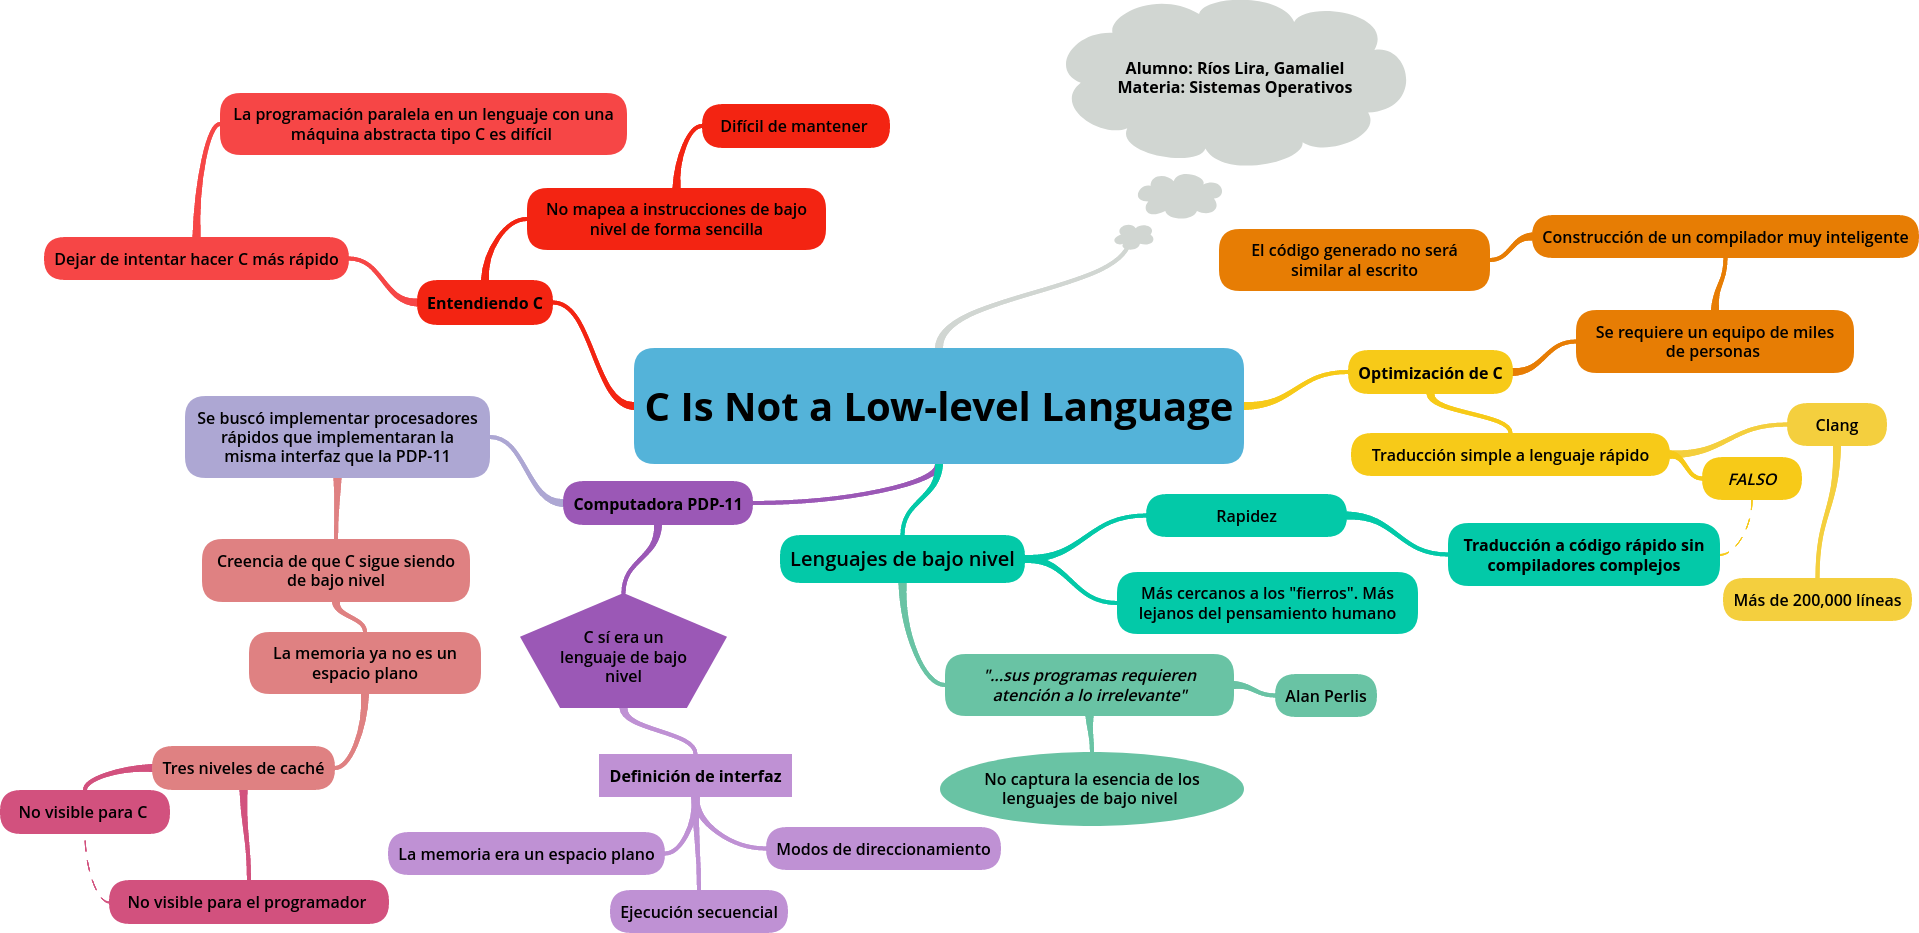 Alumno: Ríos Lira, Gamaliel
Materia: Sistemas Operativos
La programación paralela en un lenguaje con una
máquina abstracta tipo C es difícil
Difícil de mantener
No mapea a instrucciones de bajo
nivel de forma sencilla
Dejar de intentar hacer C más rápido
Entendiendo C
El código generado no será
similar al escrito
Construcción de un compilador muy inteligente
Se requiere un equipo de miles
de personas
Optimización de C
C Is Not a Low-level Language
Traducción simple a lenguaje rápido
Clang
FALSO
Más de 200,000 líneas
Se buscó implementar procesadores
rápidos que implementaran la
misma interfaz que la PDP-11
Computadora PDP-11
Creencia de que C sigue siendo
de bajo nivel
La memoria ya no es un
espacio plano
Tres niveles de caché
No visible para C
No visible para el programador
C sí era un
lenguaje de bajo
nivel
Definición de interfaz
La memoria era un espacio plano
Modos de direccionamiento
Ejecución secuencial
Lenguajes de bajo nivel
Rapidez
Traducción a código rápido sin
compiladores complejos
Más cercanos a los "fierros". Más
lejanos del pensamiento humano
"...sus programas requieren
atención a lo irrelevante"
Alan Perlis
No captura la esencia de los
lenguajes de bajo nivel